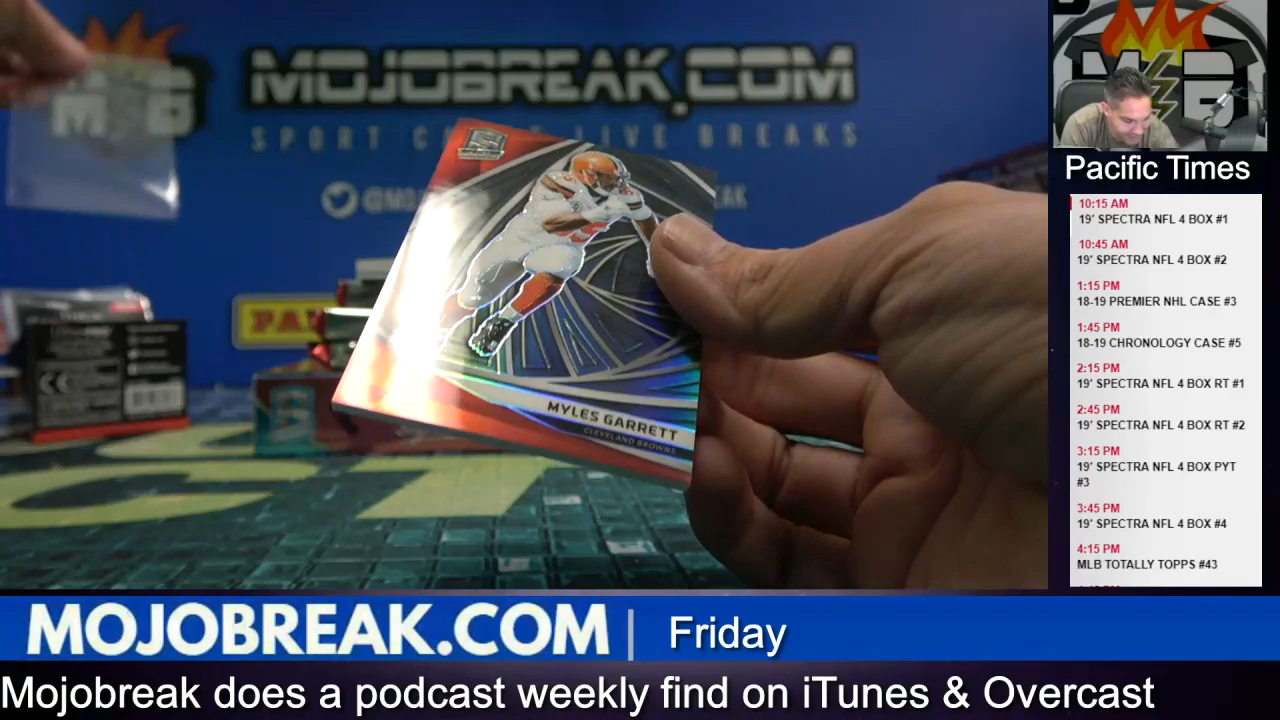 MOJOBREAK.COM
SPORT C LIVE BREAKS
MYLES GARRETT
CLEVELAND BROWNS
PAN
Pacific Times
10:15 AM
19' SPECTRA NFL 4 BOX #1
10:45 AM
19' SPECTRA NFL 4 BOX #2
1:15 PM
18-19 PREMIER NHL CASE #3
1:45 PM
18-19 CHRONOLOGY CASE #5
2:15 PM
19' SPECTRA NFL 4 BOX RT #1
2:45 PM
19' SPECTRA NFL 4 BOX RT #2
3:15 PM
19' SPECTRA NFL 4 BOX PYT
#3
3:45 PM
19' SPECTRA NFL 4 BOX #4
4:15 PM
MLB TOTALLY TOPPS #43
MOJOBREAK.COM | Friday
Mojobreak does a podcast weekly find on iTunes & Overcast